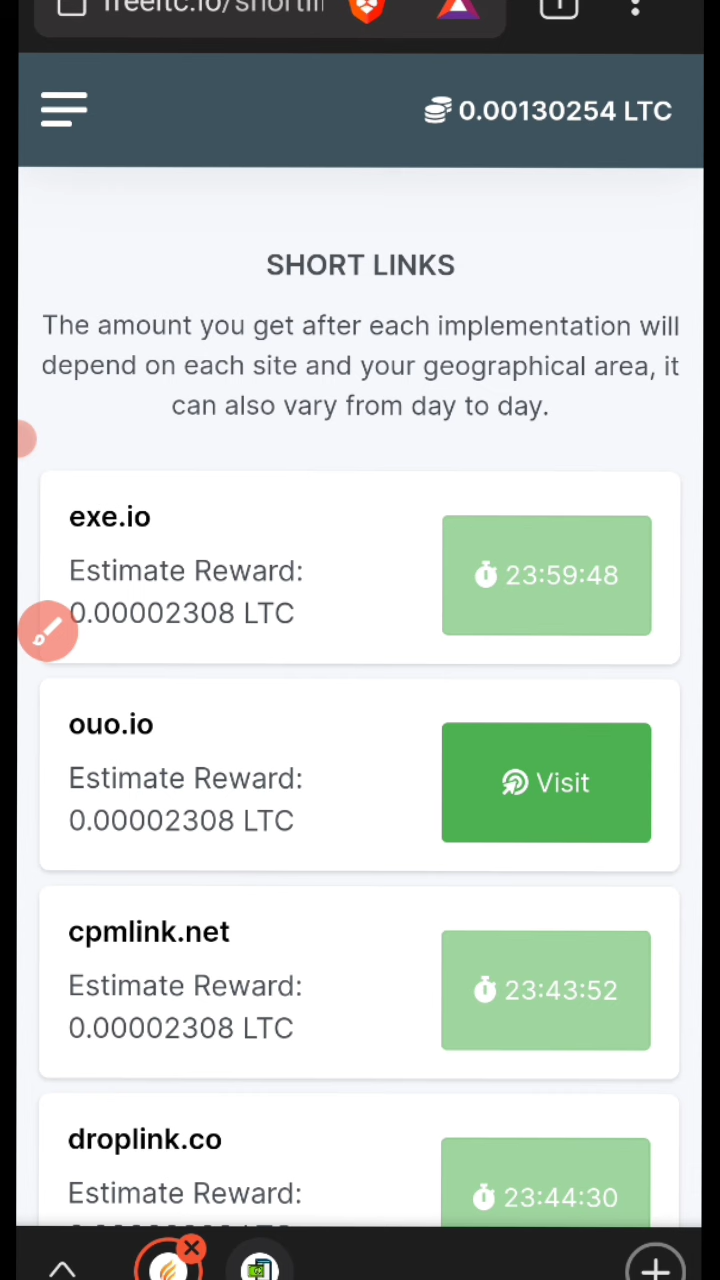 0.00130254 LTC
SHORT LINKS
The amount you get after each implementation will
depend on each site and your geographical area, it
can also vary from day to day.
exe.io
Estimate Reward:
0.00002308 LTC
23:59:48
ouo.io
Estimate Reward:
0.00002308 LTC
Visit
cpmlink.net
Estimate Reward:
0.00002308 LTC
23:43:52
droplink.co
Estimate Reward:
23:44:30